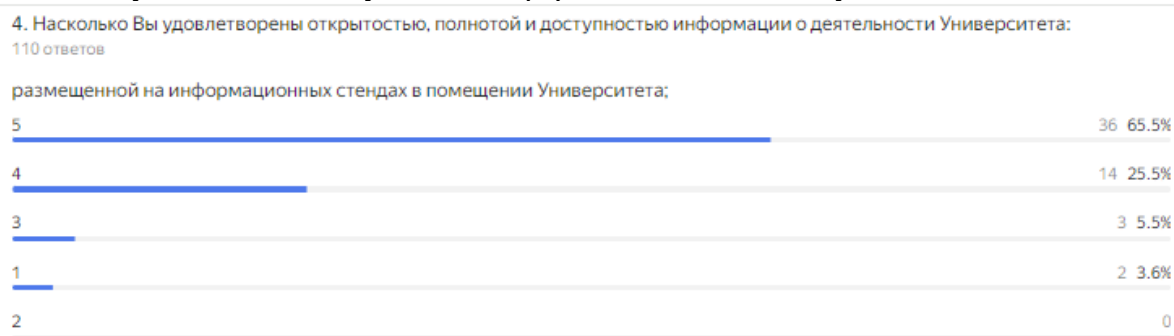 4. Насколько Вы удовлетворены открытостью, полнотой и доступностью информации о деятельности Университета:
110 ответов
размещенной на информационных стендах в помещении Университета;
5 36 65.5%
4 14 25.5%
3 3 5.5%
1 2 3.6%
2 0